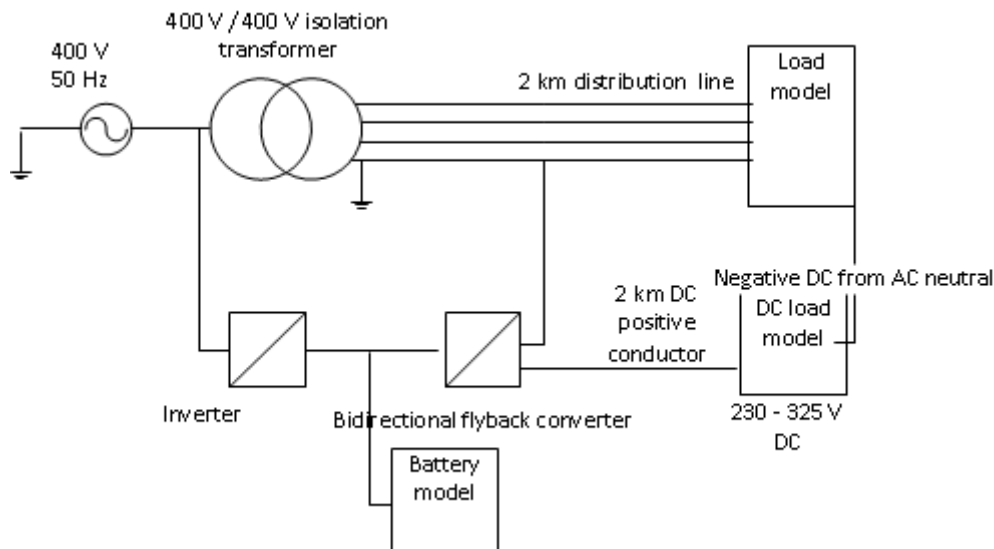 400 V / 400 V isolation
transformer
400 V
50 Hz
2 km distribution line
Load
model
Negative DC from AC neutral
2 km DC
positive
conductor
DC load
model
230 - 325 V
DC
Inverter
Bidirectional flyback converter
Battery
model